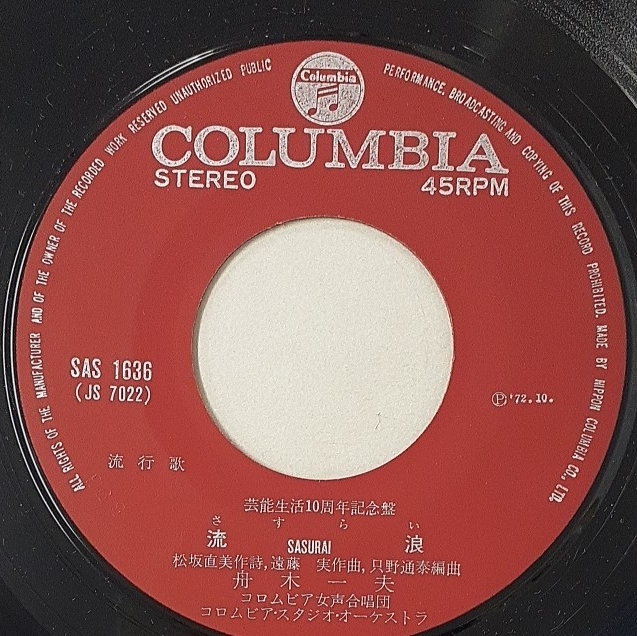 ALL RIGHTS OF THE MANUFACTURER AND OF THE OWNER OF THE RECORDED WORK RESERVED UNAUTHORIZED PUBLIC PERFORMANCE, BROADCASTING AND COPYING OF THIS RECORD PROHIBITED. MADE BY NIPPON COLUMBIA CO., LTD.
Columbia
COLUMBIA
STEREO 45RPM
SAS 1636
(JS 7022)
Ⓟ'72.10.
流行歌
芸能生活10周年記念盤
さすらい
流 SASURAI 浪
松坂直美作詩,遠藤 実作曲,只野通泰編曲
舟木一夫
コロムビア女声合唱団
コロムビア・スタジオ・オーケストラ